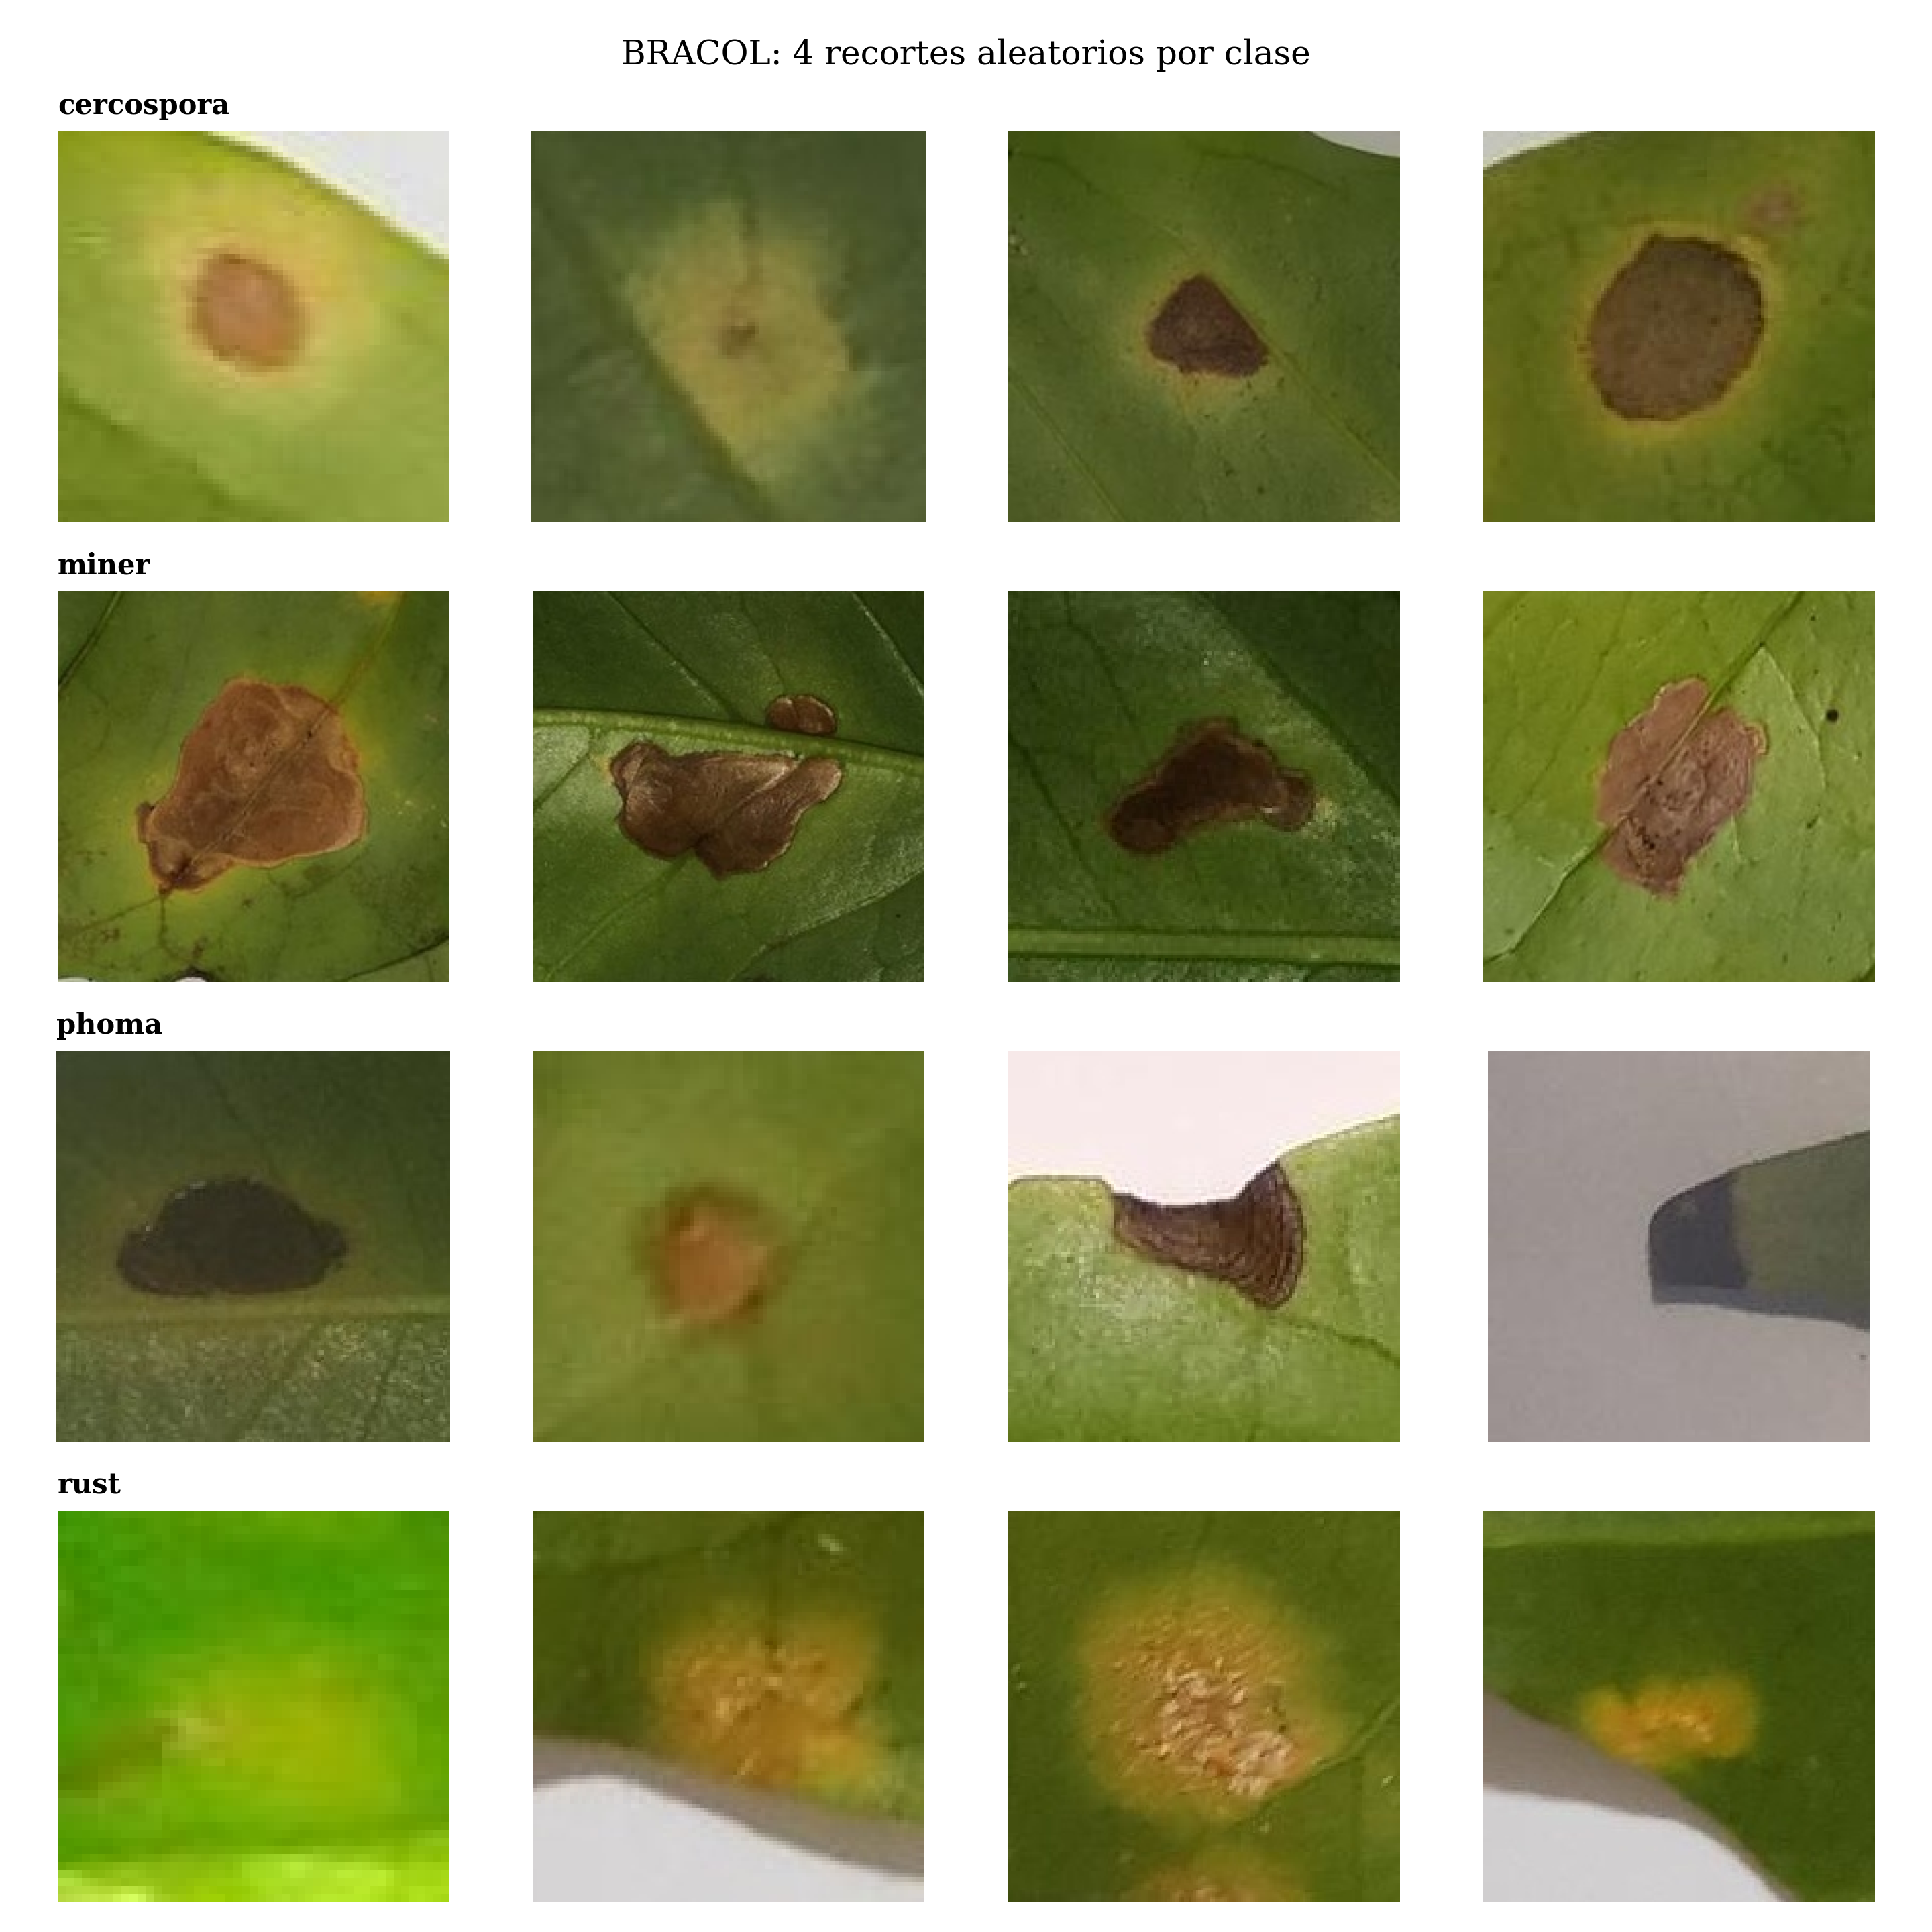 BRACOL: 4 recortes aleatorios por clase
cercospora
miner
phoma
rust